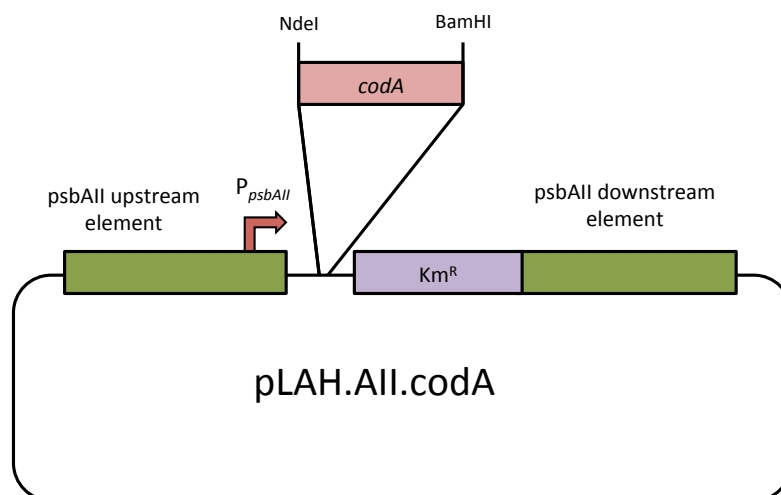 NdeI
BamHI
codA
psbAII upstream
element
PpsbAII
psbAII downstream
element
KmR
pLAH.AII.codA